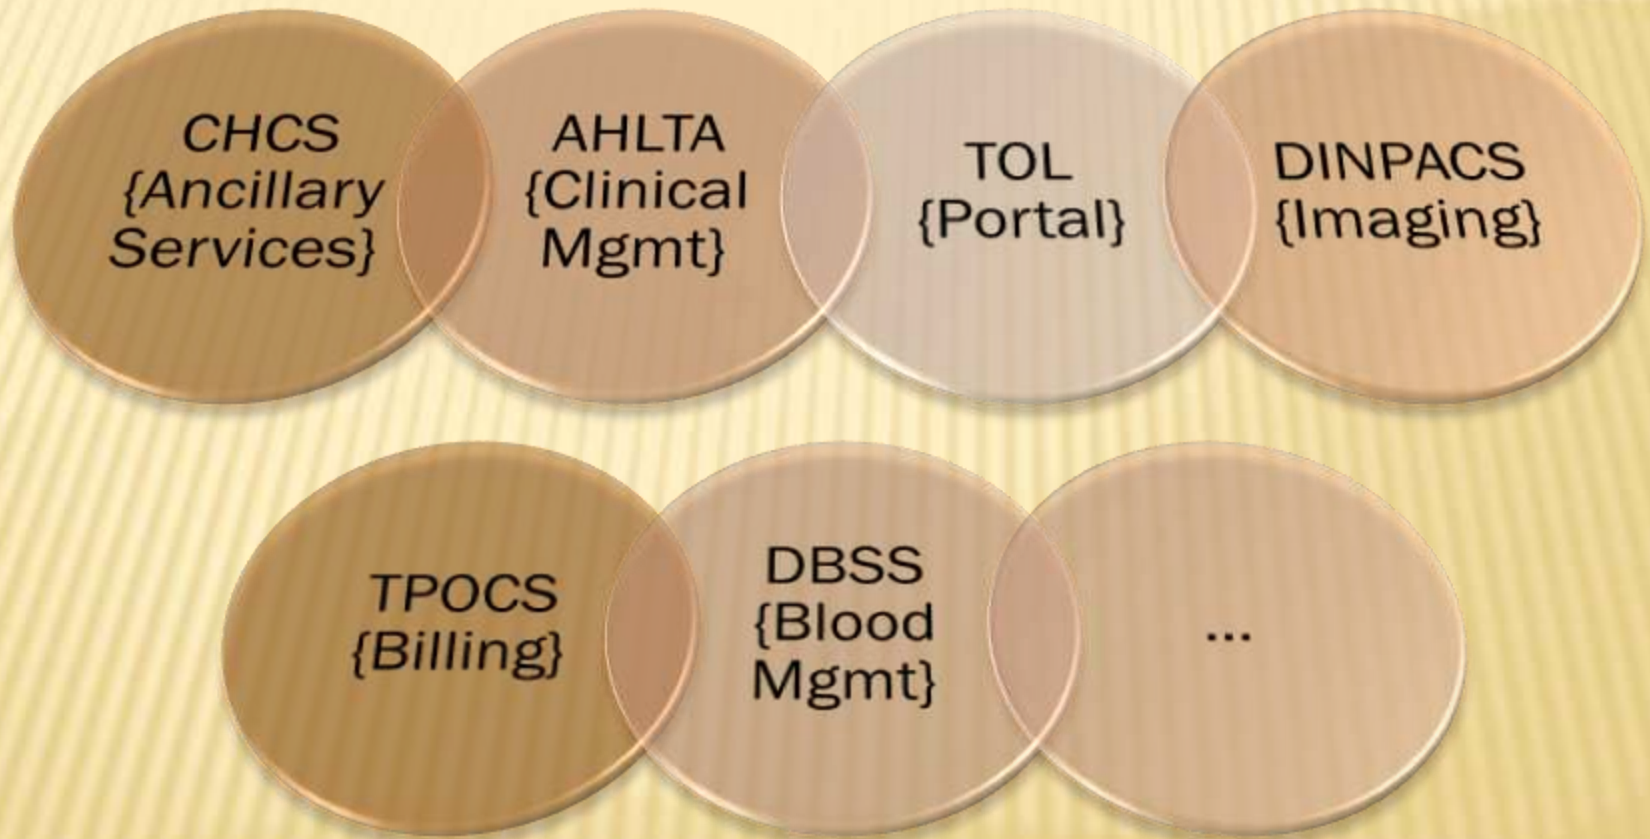 CHCS
{Ancillary
Services}
AHLTA
{Clinical
Mgmt}
TOL
{Portal}
DINPACS
{Imaging}
TPOCS
{Billing}
DBSS
{Blood
Mgmt}
...